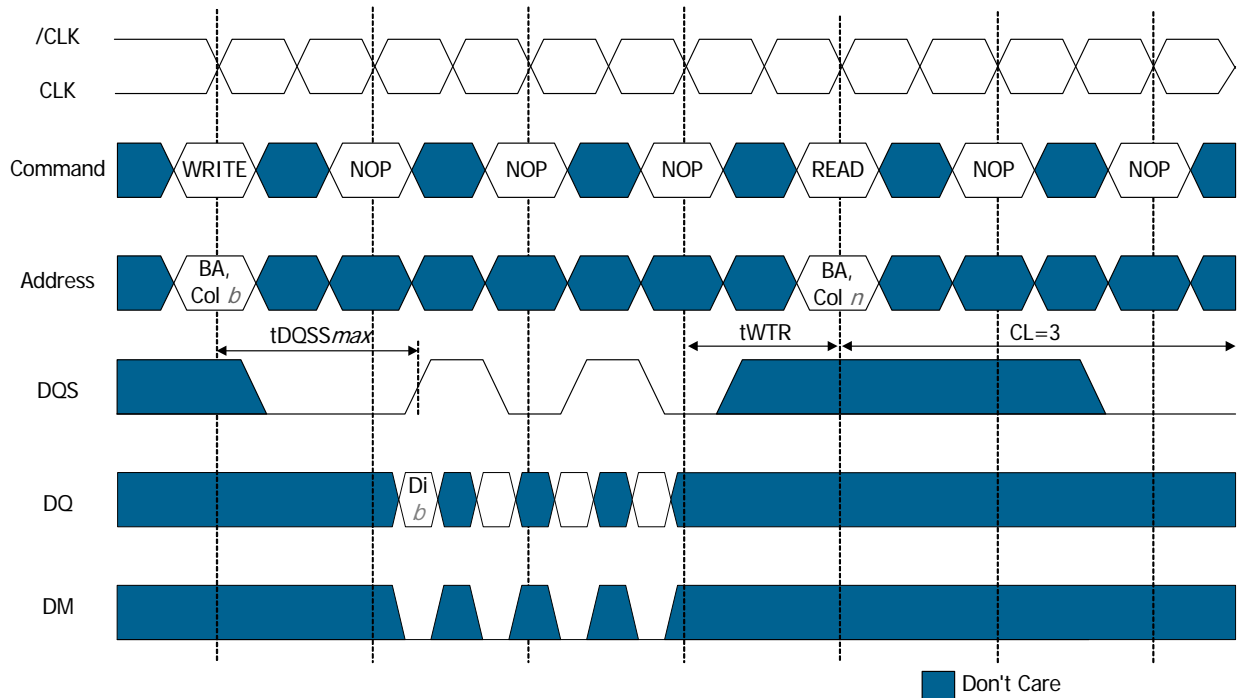 /CLK
CLK
Command
WRITE
NOP
NOP
NOP
READ
NOP
NOP
Address
BA,
Col b
BA,
Col n
tDQSSmax
tWTR
CL=3
DQS
DQ
Di
b
DM
Don't Care